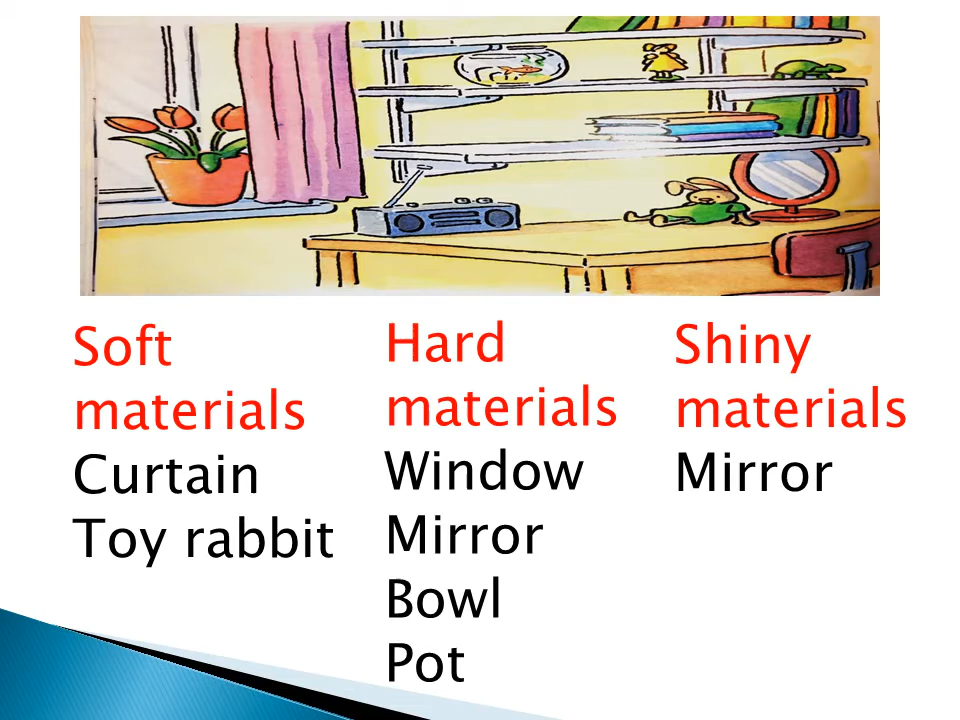 Soft
materials
Curtain
Toy rabbit
Hard
materials
Window
Mirror
Bowl
Pot
Shiny
materials
Mirror